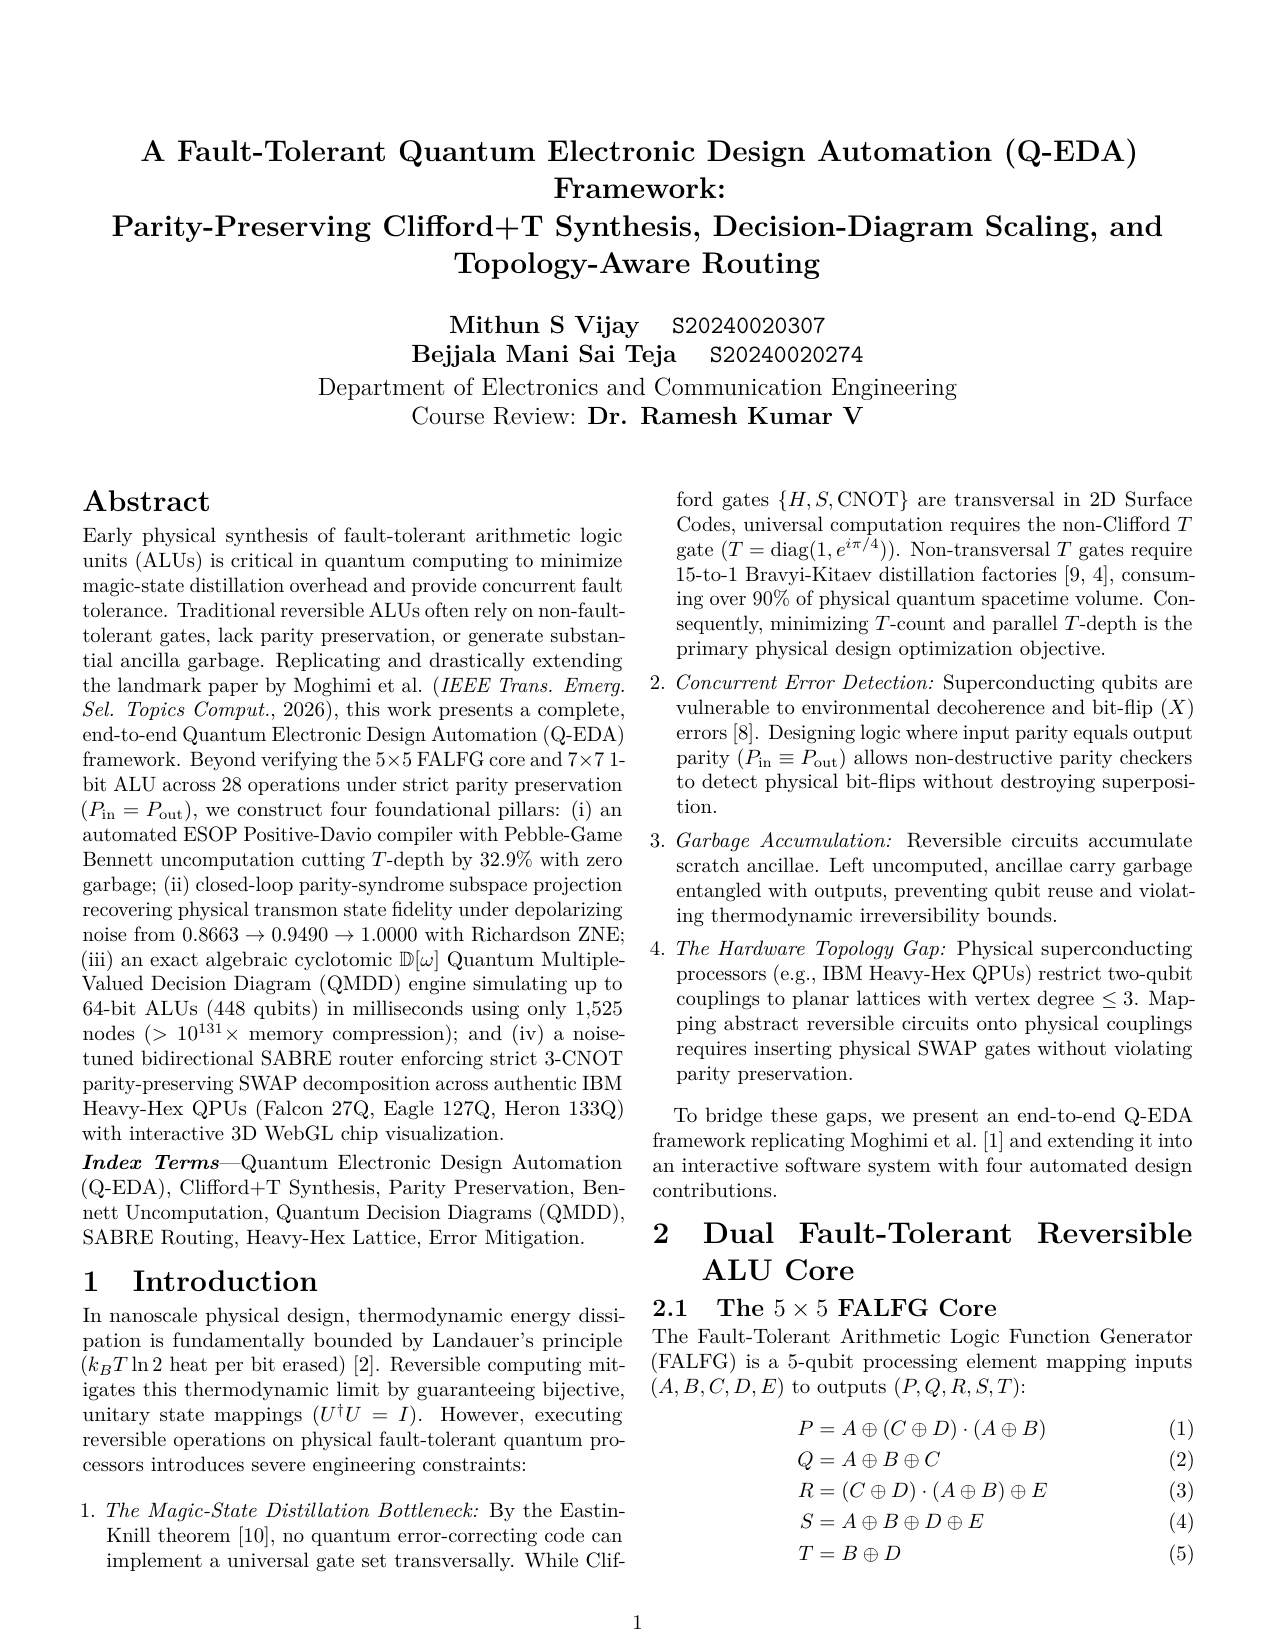 A Fault-Tolerant Quantum Electronic Design Automation (Q-EDA)
Framework:
Parity-Preserving Clifford+T Synthesis, Decision-Diagram Scaling, and
Topology-Aware Routing
Mithun S Vijay S20240020307
Bejjala Mani Sai Teja S20240020274
Department of Electronics and Communication Engineering
Course Review: Dr. Ramesh Kumar V
Abstract
Early physical synthesis of fault-tolerant arithmetic logic
units (ALUs) is critical in quantum computing to minimize
magic-state distillation overhead and provide concurrent fault
tolerance. Traditional reversible ALUs often rely on non-fault-
tolerant gates, lack parity preservation, or generate substan-
tial ancilla garbage. Replicating and drastically extending
the landmark paper by Moghimi et al. (IEEE Trans. Emerg.
Sel. Topics Comput., 2026), this work presents a complete,
end-to-end Quantum Electronic Design Automation (Q-EDA)
framework. Beyond verifying the 5×5 FALFG core and 7×7 1-
bit ALU across 28 operations under strict parity preservation
(P_in = P_out), we construct four foundational pillars: (i) an
automated ESOP Positive-Davio compiler with Pebble-Game
Bennett uncomputation cutting T-depth by 32.9% with zero
garbage; (ii) closed-loop parity-syndrome subspace projection
recovering physical transmon state fidelity under depolarizing
noise from 0.8663 → 0.9490 → 1.0000 with Richardson ZNE;
(iii) an exact algebraic cyclotomic 𝔻[ω] Quantum Multiple-
Valued Decision Diagram (QMDD) engine simulating up to
64-bit ALUs (448 qubits) in milliseconds using only 1,525
nodes (> 10^131× memory compression); and (iv) a noise-
tuned bidirectional SABRE router enforcing strict 3-CNOT
parity-preserving SWAP decomposition across authentic IBM
Heavy-Hex QPUs (Falcon 27Q, Eagle 127Q, Heron 133Q)
with interactive 3D WebGL chip visualization.
Index Terms—Quantum Electronic Design Automation
(Q-EDA), Clifford+T Synthesis, Parity Preservation, Ben-
nett Uncomputation, Quantum Decision Diagrams (QMDD),
SABRE Routing, Heavy-Hex Lattice, Error Mitigation.
1 Introduction
In nanoscale physical design, thermodynamic energy dissi-
pation is fundamentally bounded by Landauer's principle
(k_B T ln 2 heat per bit erased) [2]. Reversible computing mit-
igates this thermodynamic limit by guaranteeing bijective,
unitary state mappings (U†U = I). However, executing
reversible operations on physical fault-tolerant quantum pro-
cessors introduces severe engineering constraints:
1. The Magic-State Distillation Bottleneck: By the Eastin-
Knill theorem [10], no quantum error-correcting code can
implement a universal gate set transversally. While Clif-
ford gates {H, S, CNOT} are transversal in 2D Surface
Codes, universal computation requires the non-Clifford T
gate (T = diag(1, e^{iπ/4})). Non-transversal T gates require
15-to-1 Bravyi-Kitaev distillation factories [9, 4], consum-
ing over 90% of physical quantum spacetime volume. Con-
sequently, minimizing T-count and parallel T-depth is the
primary physical design optimization objective.
2. Concurrent Error Detection: Superconducting qubits are
vulnerable to environmental decoherence and bit-flip (X)
errors [8]. Designing logic where input parity equals output
parity (P_in ≡ P_out) allows non-destructive parity checkers
to detect physical bit-flips without destroying superposi-
tion.
3. Garbage Accumulation: Reversible circuits accumulate
scratch ancillae. Left uncomputed, ancillae carry garbage
entangled with outputs, preventing qubit reuse and violat-
ing thermodynamic irreversibility bounds.
4. The Hardware Topology Gap: Physical superconducting
processors (e.g., IBM Heavy-Hex QPUs) restrict two-qubit
couplings to planar lattices with vertex degree ≤ 3. Map-
ping abstract reversible circuits onto physical couplings
requires inserting physical SWAP gates without violating
parity preservation.
To bridge these gaps, we present an end-to-end Q-EDA
framework replicating Moghimi et al. [1] and extending it into
an interactive software system with four automated design
contributions.
2 Dual Fault-Tolerant Reversible
ALU Core
2.1 The 5 × 5 FALFG Core
The Fault-Tolerant Arithmetic Logic Function Generator
(FALFG) is a 5-qubit processing element mapping inputs
(A, B, C, D, E) to outputs (P, Q, R, S, T):
P = A ⊕ (C ⊕ D) · (A ⊕ B) (1)
Q = A ⊕ B ⊕ C (2)
R = (C ⊕ D) · (A ⊕ B) ⊕ E (3)
S = A ⊕ B ⊕ D ⊕ E (4)
T = B ⊕ D (5)
1